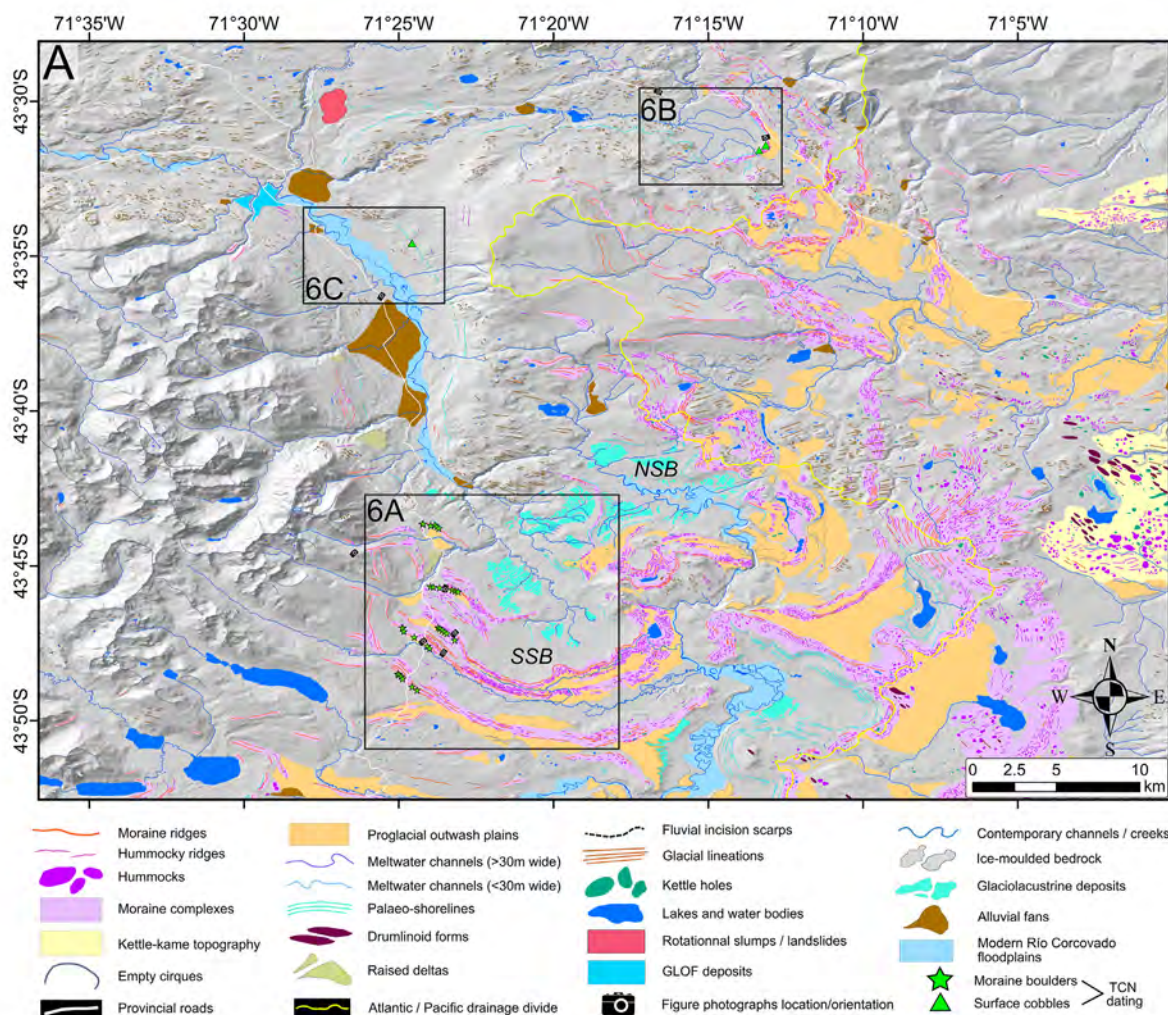 71°35'W 71°30'W 71°25'W 71°20'W 71°15'W 71°10'W 71°5'W
A
43°30'S
6B
43°35'S
6C
43°40'S
NSB
6A
43°45'S
SSB
N
W E
S
43°50'S
0 2.5 5 10
km
Moraine ridges
Hummocky ridges
Hummocks
Moraine complexes
Kettle-kame topography
Empty cirques
Provincial roads
Proglacial outwash plains
Meltwater channels (>30m wide)
Meltwater channels (<30m wide)
Palaeo-shorelines
Drumlinoid forms
Raised deltas
Atlantic / Pacific drainage divide
Fluvial incision scarps
Glacial lineations
Kettle holes
Lakes and water bodies
Rotationnal slumps / landslides
GLOF deposits
Figure photographs location/orientation
Contemporary channels / creeks
Ice-moulded bedrock
Glaciolacustrine deposits
Alluvial fans
Modern Río Corcovado
floodplains
Moraine boulders
Surface cobbles
TCN
dating